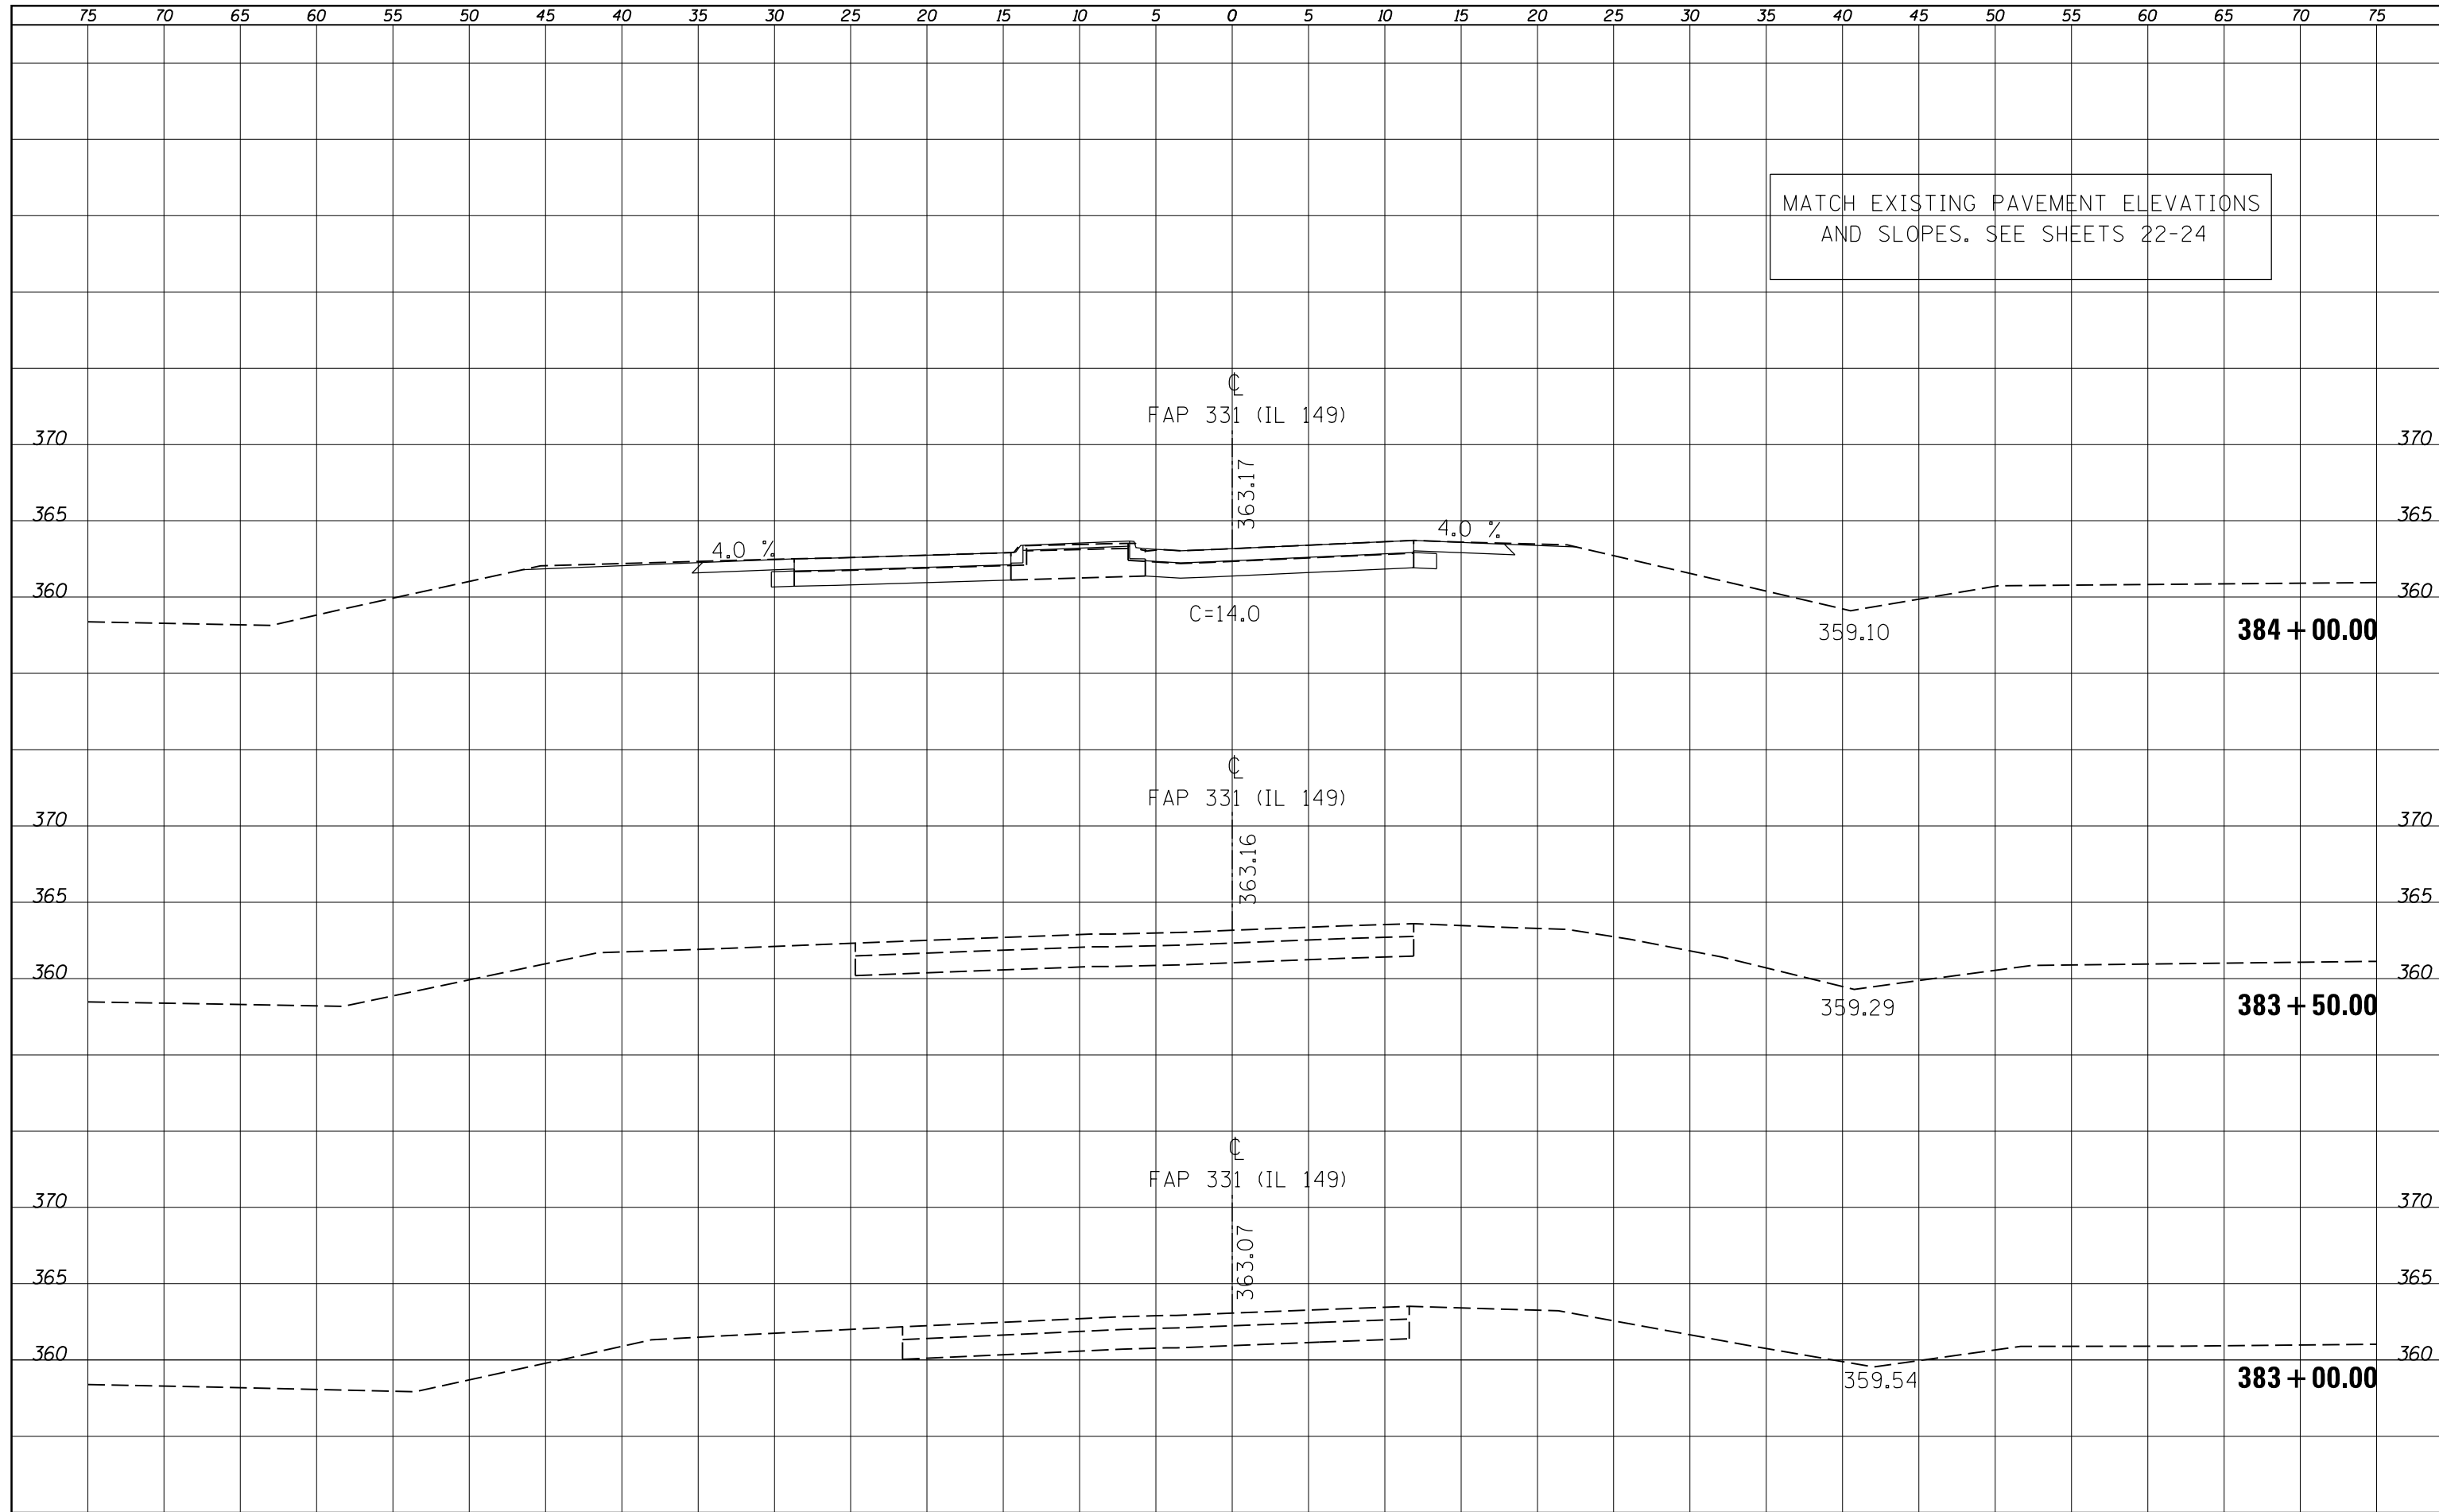 75 70 65 60 55 50 45 40 35 30 25 20 15 10 5 0 5 10 15 20 25 30 35 40 45 50 55 60 65 70 75
MATCH EXISTING PAVEMENT ELEVATIONS
AND SLOPES. SEE SHEETS 22-24
℄
FAP 331 (IL 149)
370 370
363.17
365 365
4.0 % 4.0 %
360 360
C=14.0
359.10
384+00.00
℄
FAP 331 (IL 149)
370 370
363.16
365 365
360 360
359.29
383+50.00
℄
FAP 331 (IL 149)
370 370
363.07
365 365
360 360
359.54
383+00.00